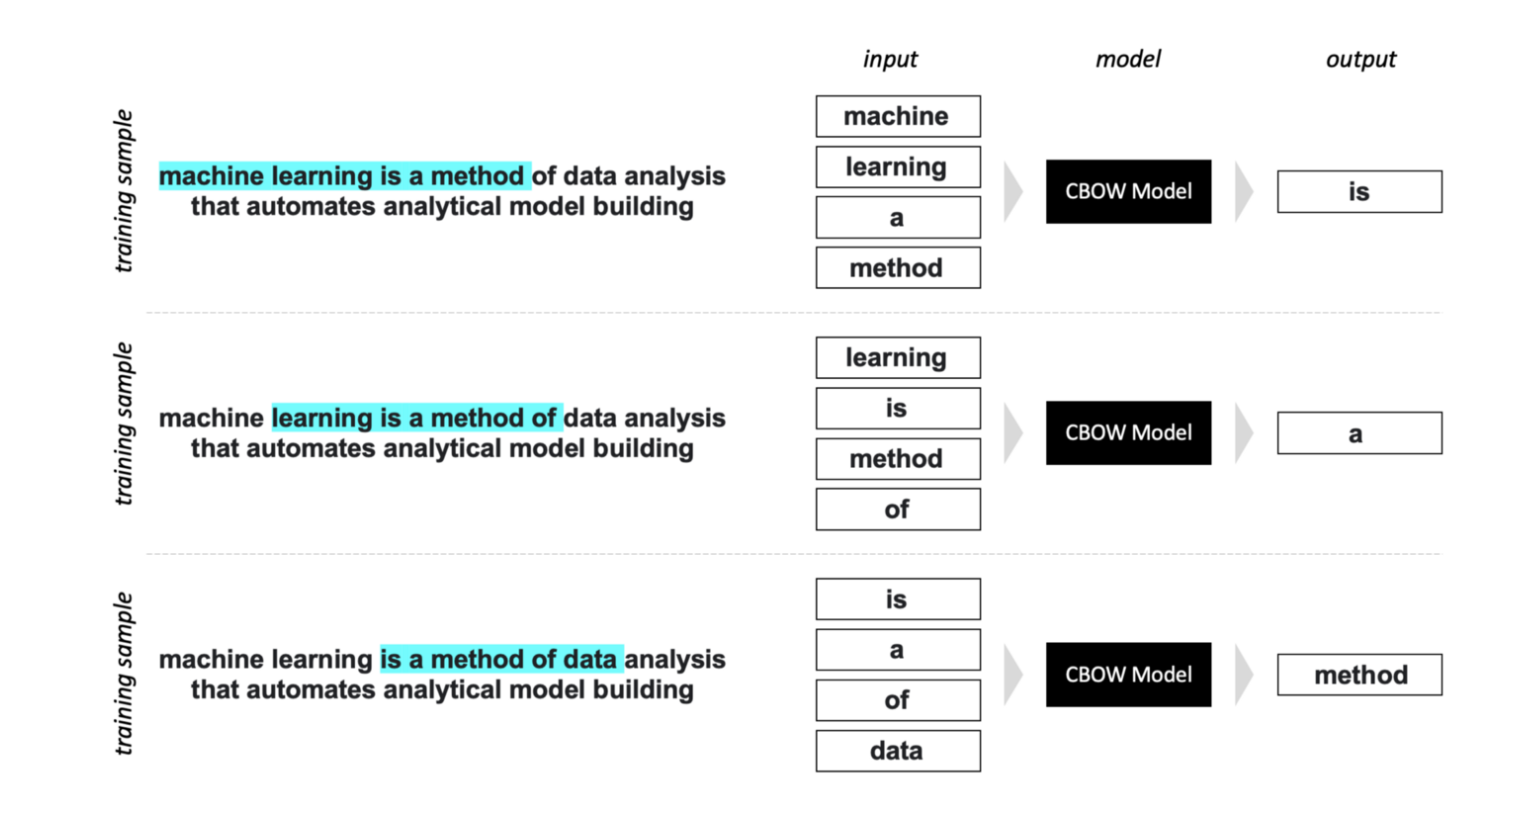 input model output
training sample
machine learning is a method of data analysis
that automates analytical model building
machine
learning
a
method
CBOW Model
is
training sample
machine learning is a method of data analysis
that automates analytical model building
learning
is
method
of
CBOW Model
a
training sample
machine learning is a method of data analysis
that automates analytical model building
is
a
of
data
CBOW Model
method